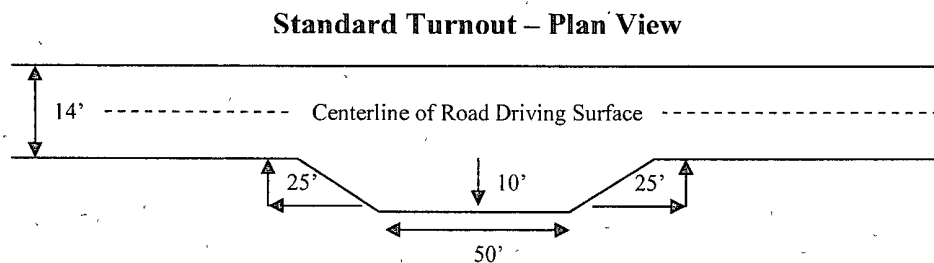 Standard Turnout – Plan View
14’
Centerline of Road Driving Surface
25’
10’
25’
50’